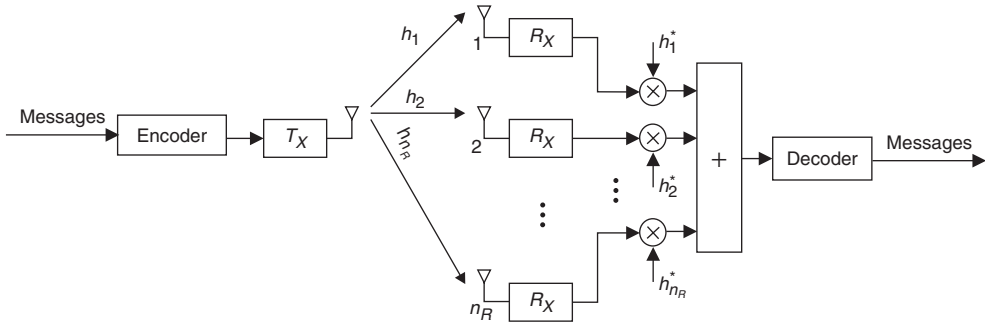 Messages
Encoder
T_X
h_1
h_2
h_{n_R}
1
R_X
h_1^*
2
R_X
h_2^*
n_R
R_X
h_{n_R}^*
+
Decoder
Messages